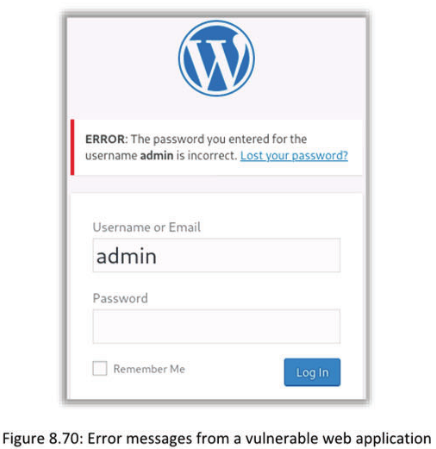 ERROR: The password you entered for the
username admin is incorrect. Lost your password?
Username or Email
admin
Password
Remember Me
Log In
Figure 8.70: Error messages from a vulnerable web application